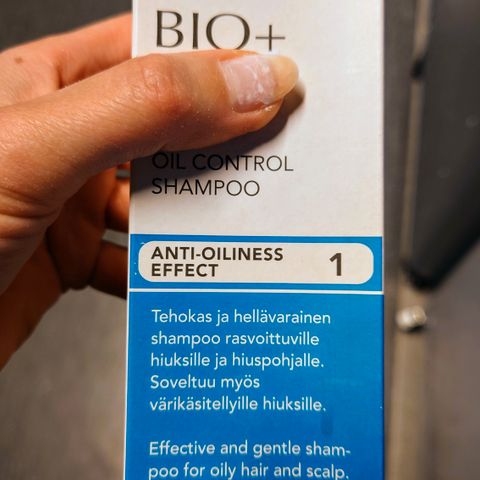 BIO+
OIL CONTROL
SHAMPOO
ANTI-OILINESS
EFFECT
1
Tehokas ja hellävarainen
shampoo rasvoittuville
hiuksille ja hiuspohjalle.
Soveltuu myös
värikäsitellyille hiuksille.
Effective and gentle sham-
poo for oily hair and scalp.